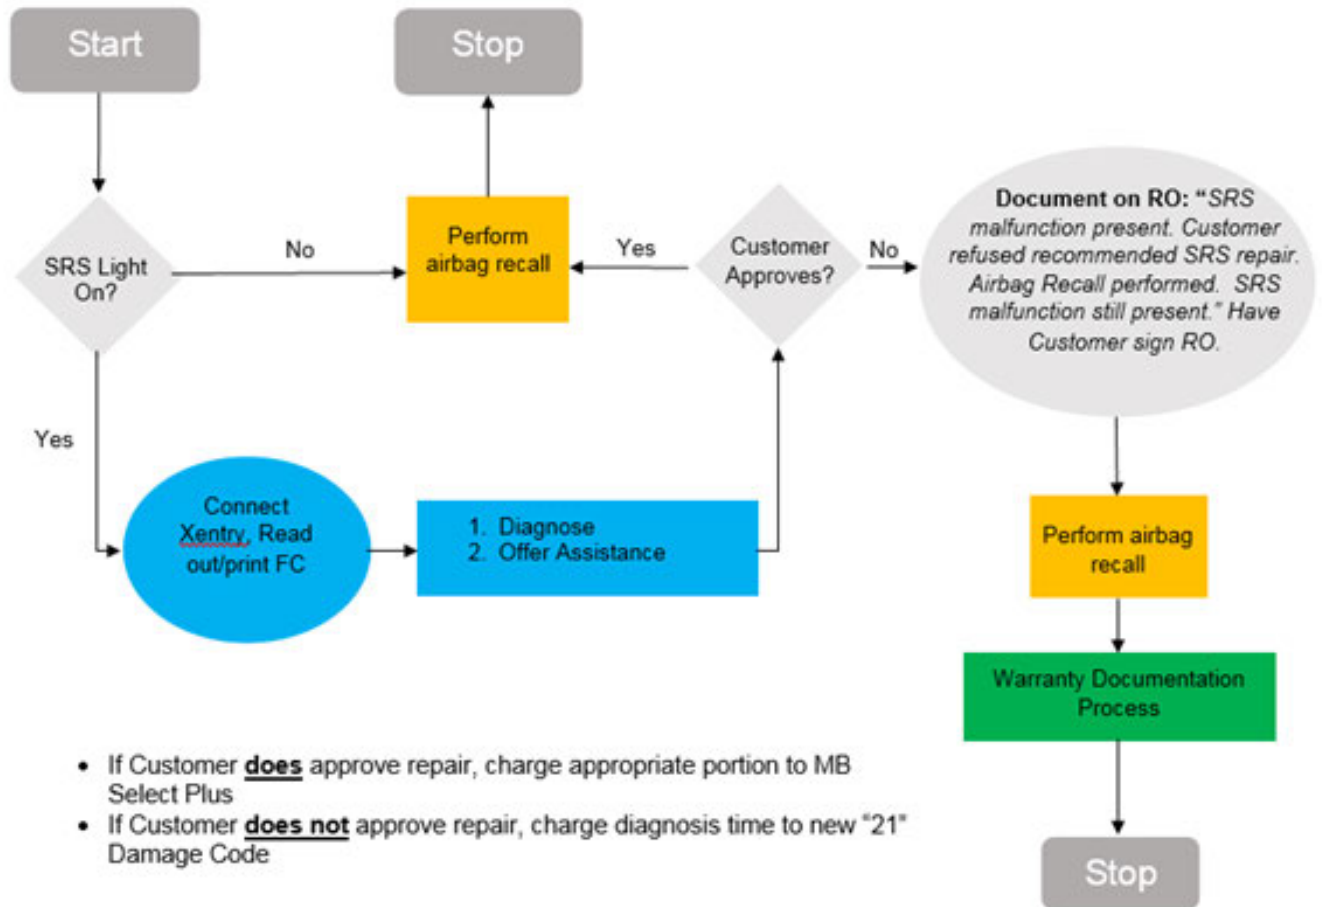 Start
Stop
SRS Light
On?
No
Perform
airbag recall
Yes
Customer
Approves?
No
Document on RO: “SRS
malfunction present. Customer
refused recommended SRS repair.
Airbag Recall performed.  SRS
malfunction still present.” Have
Customer sign RO.
Yes
Connect
Xentry, Read
out/print FC
1. Diagnose
2. Offer Assistance
Perform airbag
recall
Warranty Documentation
Process
Stop
• If Customer does approve repair, charge appropriate portion to MB
Select Plus
• If Customer does not approve repair, charge diagnosis time to new “21”
Damage Code